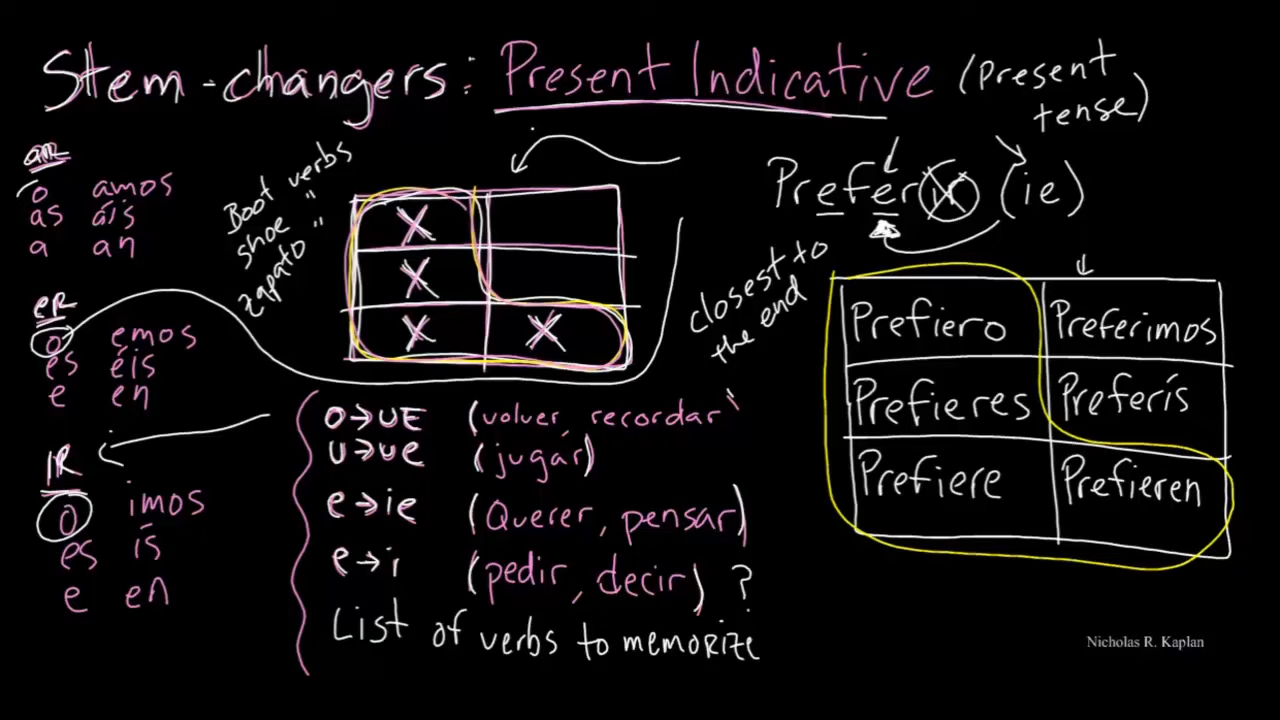 Stem-changers: Present Indicative (present tense)
aR
o amos
as áis
a an
eR
o emos
es éis
e en
IR
o imos
es ís
e en
Boot verbs
shoe "
zapato "
X
X
X X
o→UE (volver, recordar
u→ue (jugar)
e→ie (Querer, pensar)
e→i (pedir, decir) ?
List of verbs to memorize
Preferir (ie)
closest to
the end
Prefiero Preferimos
Prefieres Preferís
Prefiere Prefieren
Nicholas R. Kaplan